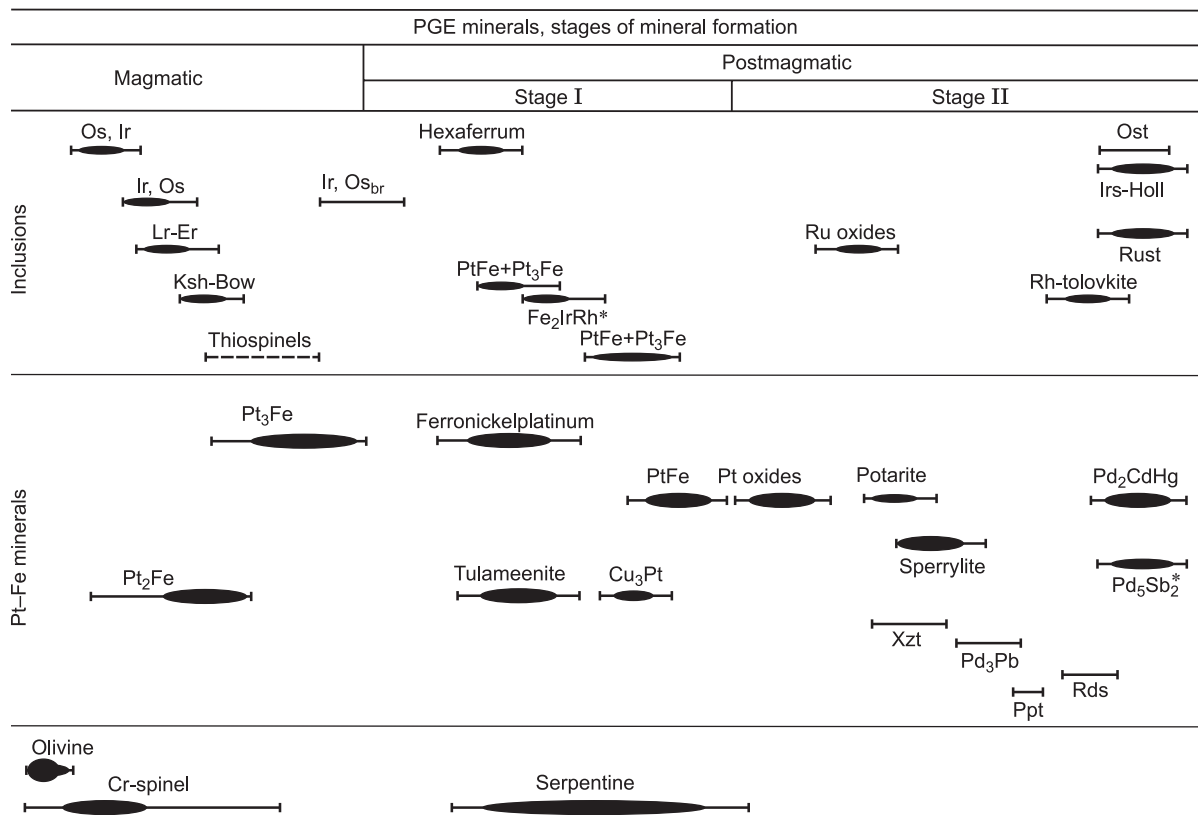 PGE minerals, stages of mineral formation
Magmatic
Postmagmatic
Stage I
Stage II
Inclusions
Os, Ir
Hexaferrum
Ost
Irs-Holl
Ir, Os
Ir, Os_br
Lr-Er
Ru oxides
Rust
Ksh-Bow
PtFe+Pt₃Fe
Rh-tolovkite
Fe₂IrRh*
Thiospinels
PtFe+Pt₃Fe
Pt–Fe minerals
Pt₃Fe
Ferronickelplatinum
PtFe
Pt oxides
Potarite
Pd₂CdHg
Sperrylite
Pt₂Fe
Tulameenite
Cu₃Pt
Pd₅Sb₂*
Xzt
Pd₃Pb
Rds
Ppt
Olivine
Cr-spinel
Serpentine